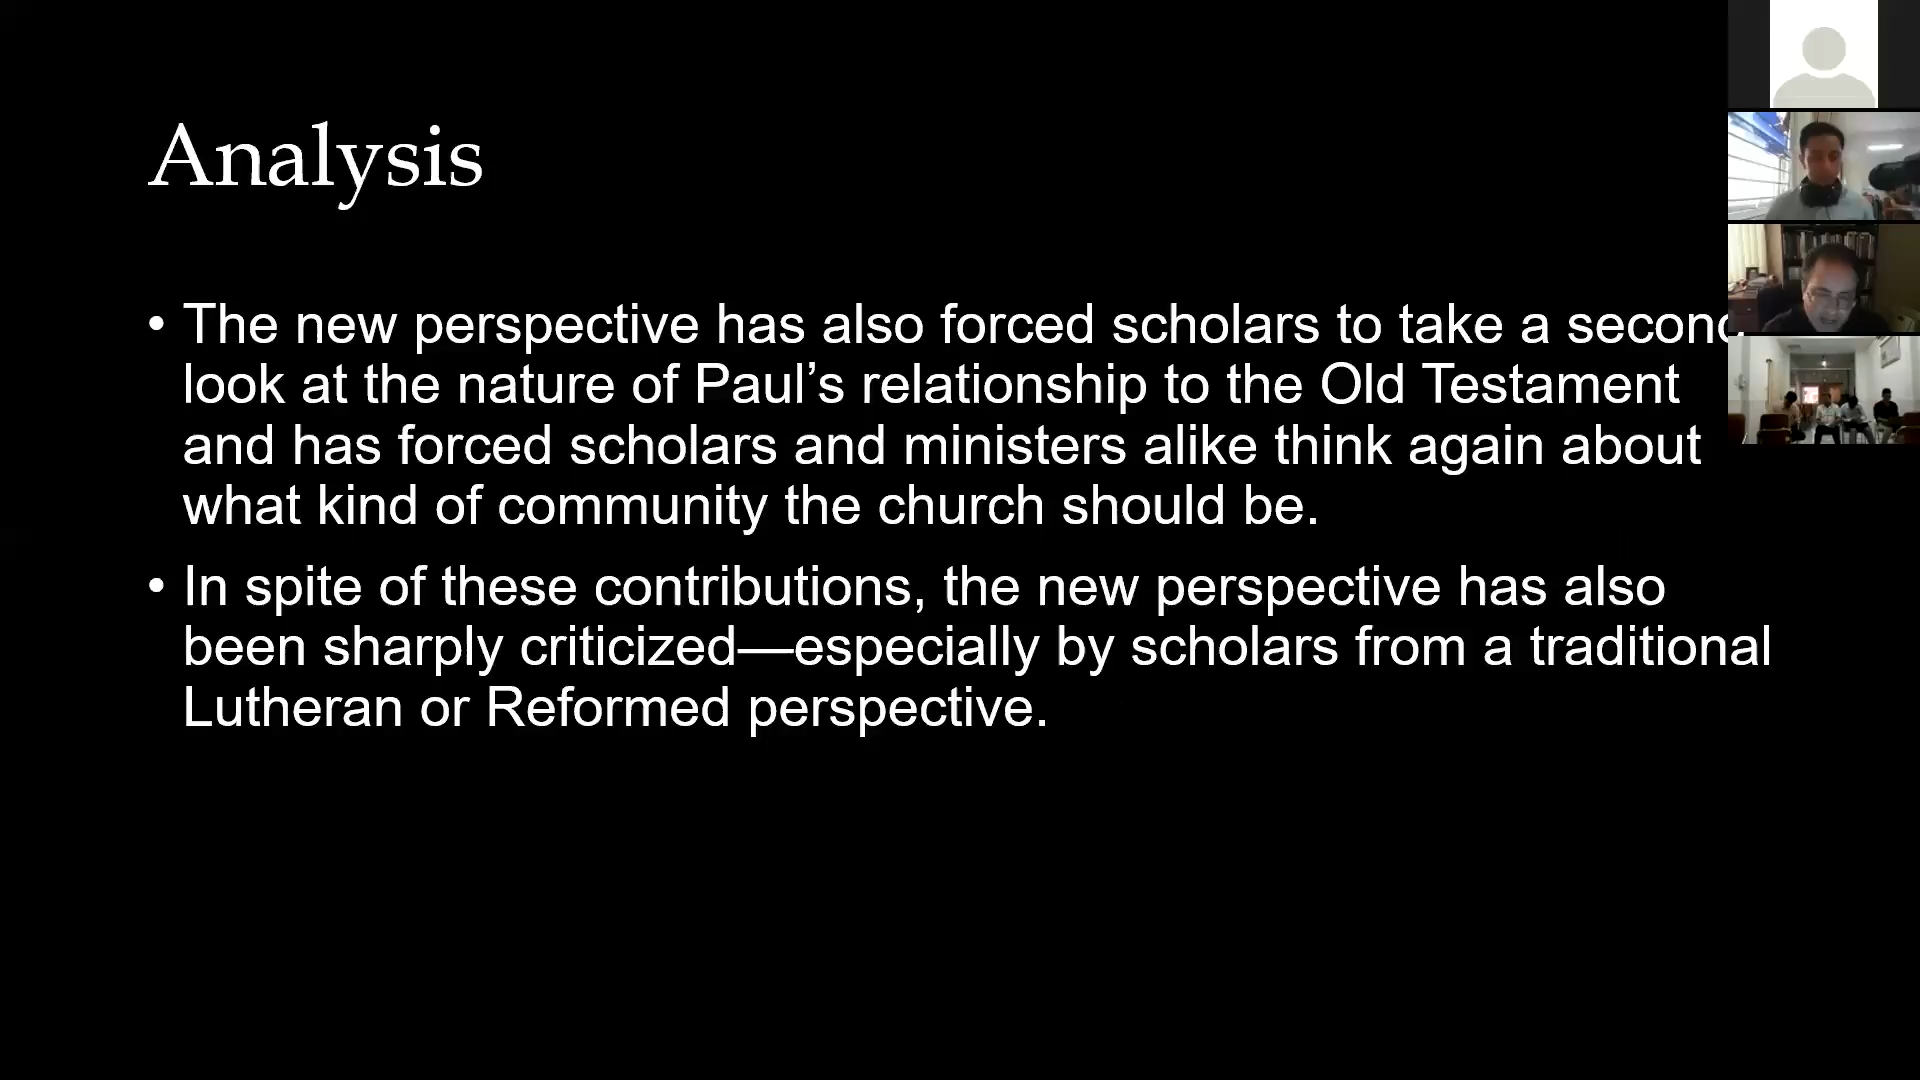 Analysis
• The new perspective has also forced scholars to take a second
look at the nature of Paul’s relationship to the Old Testament
and has forced scholars and ministers alike think again about
what kind of community the church should be.
• In spite of these contributions, the new perspective has also
been sharply criticized—especially by scholars from a traditional
Lutheran or Reformed perspective.